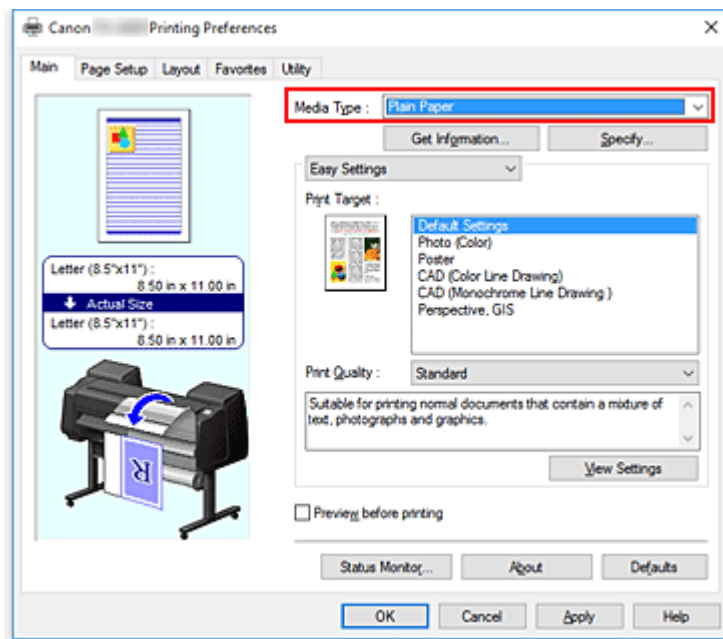 Canon Printing Preferences
Main Page Setup Layout Favorites Utility
Media Type : Plain Paper
Get Information... Specify...
Easy Settings
Print Target :
Default Settings
Photo (Color)
Poster
CAD (Color Line Drawing)
CAD (Monochrome Line Drawing )
Perspective, GIS
Letter (8.5"x11") :
8.50 in x 11.00 in
Actual Size
Letter (8.5"x11") :
8.50 in x 11.00 in
R
Print Quality : Standard
Suitable for printing normal documents that contain a mixture of
text, photographs and graphics.
View Settings
Preview before printing
Status Monitor... About Defaults
OK Cancel Apply Help